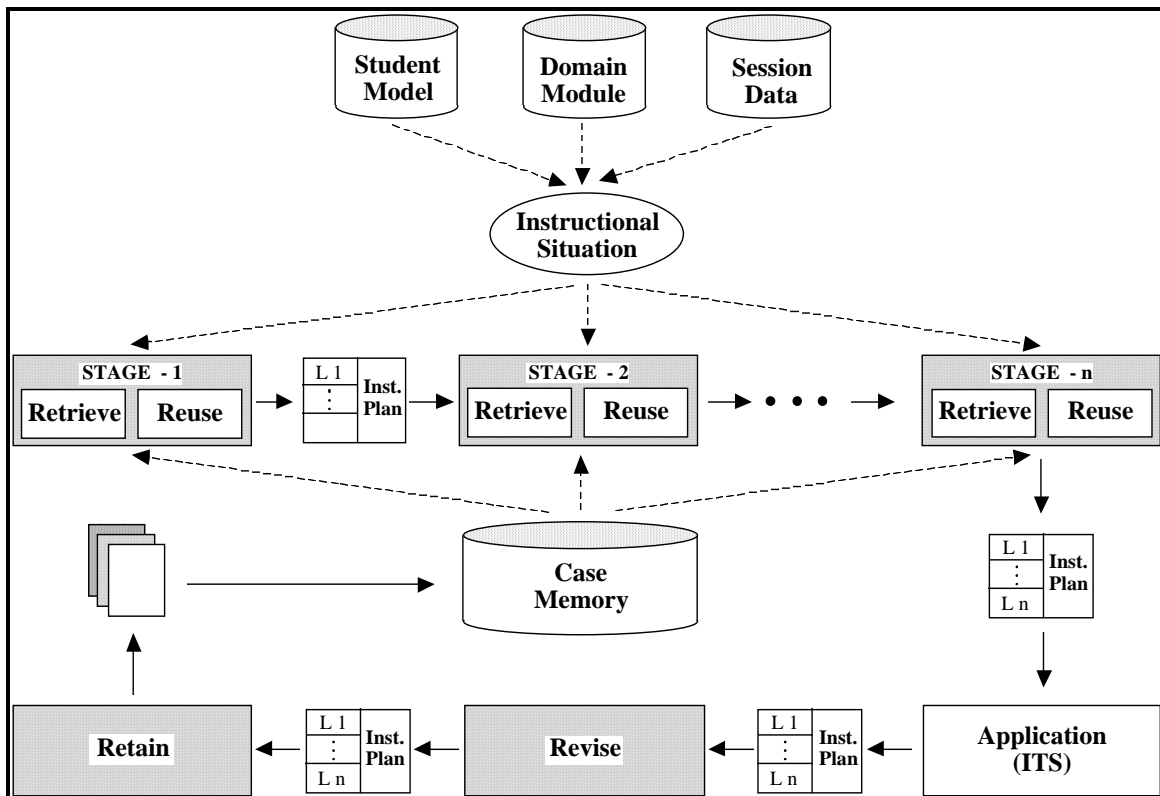 Student
Model
Domain
Module
Session
Data
Instructional
Situation
STAGE - 1
Retrieve
Reuse
L 1
⋮
Inst.
Plan
STAGE - 2
Retrieve
Reuse
• • •
STAGE - n
Retrieve
Reuse
Case
Memory
L 1
⋮
L n
Inst.
Plan
Retain
L 1
⋮
L n
Inst.
Plan
Revise
L 1
⋮
L n
Inst.
Plan
Application
(ITS)